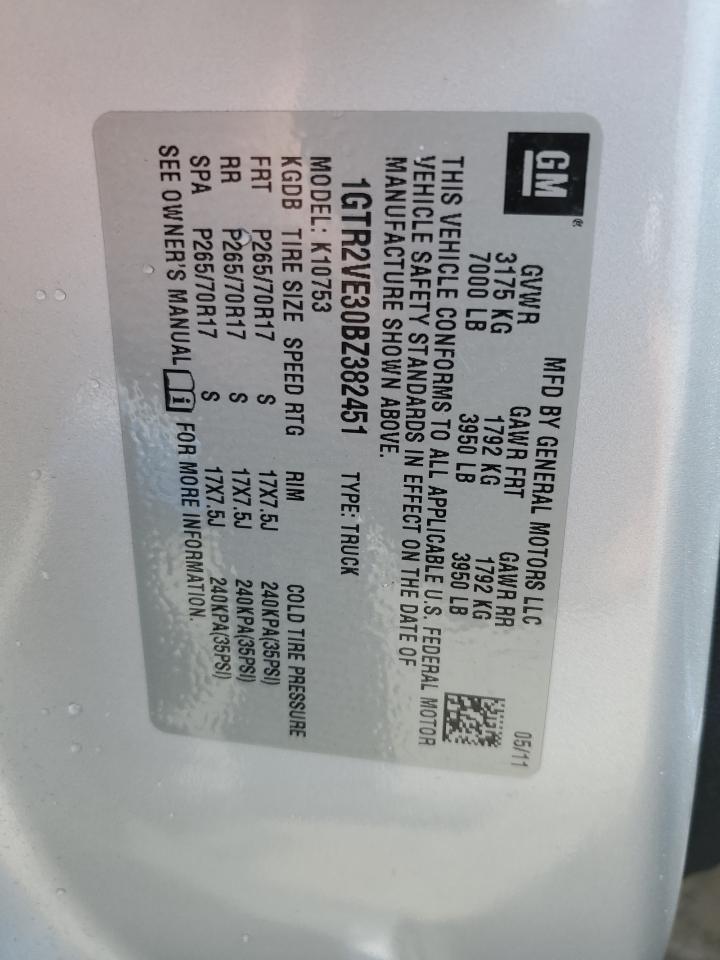 GM®
MFD BY GENERAL MOTORS LLC 05/11
GVWR GAWR FRT GAWR RR
3175 KG 1792 KG 1792 KG
7000 LB 3950 LB 3950 LB
THIS VEHICLE CONFORMS TO ALL APPLICABLE U.S. FEDERAL MOTOR
VEHICLE SAFETY STANDARDS IN EFFECT ON THE DATE OF
MANUFACTURE SHOWN ABOVE.
1GTR2VE30BZ382451 TYPE: TRUCK
MODEL: K10753
KGDB TIRE SIZE SPEED RTG RIM COLD TIRE PRESSURE
FRT P265/70R17 S 17X7.5J 240KPA(35PSI)
RR P265/70R17 S 17X7.5J 240KPA(35PSI)
SPA P265/70R17 S 17X7.5J 240KPA(35PSI)
SEE OWNER'S MANUAL i FOR MORE INFORMATION.